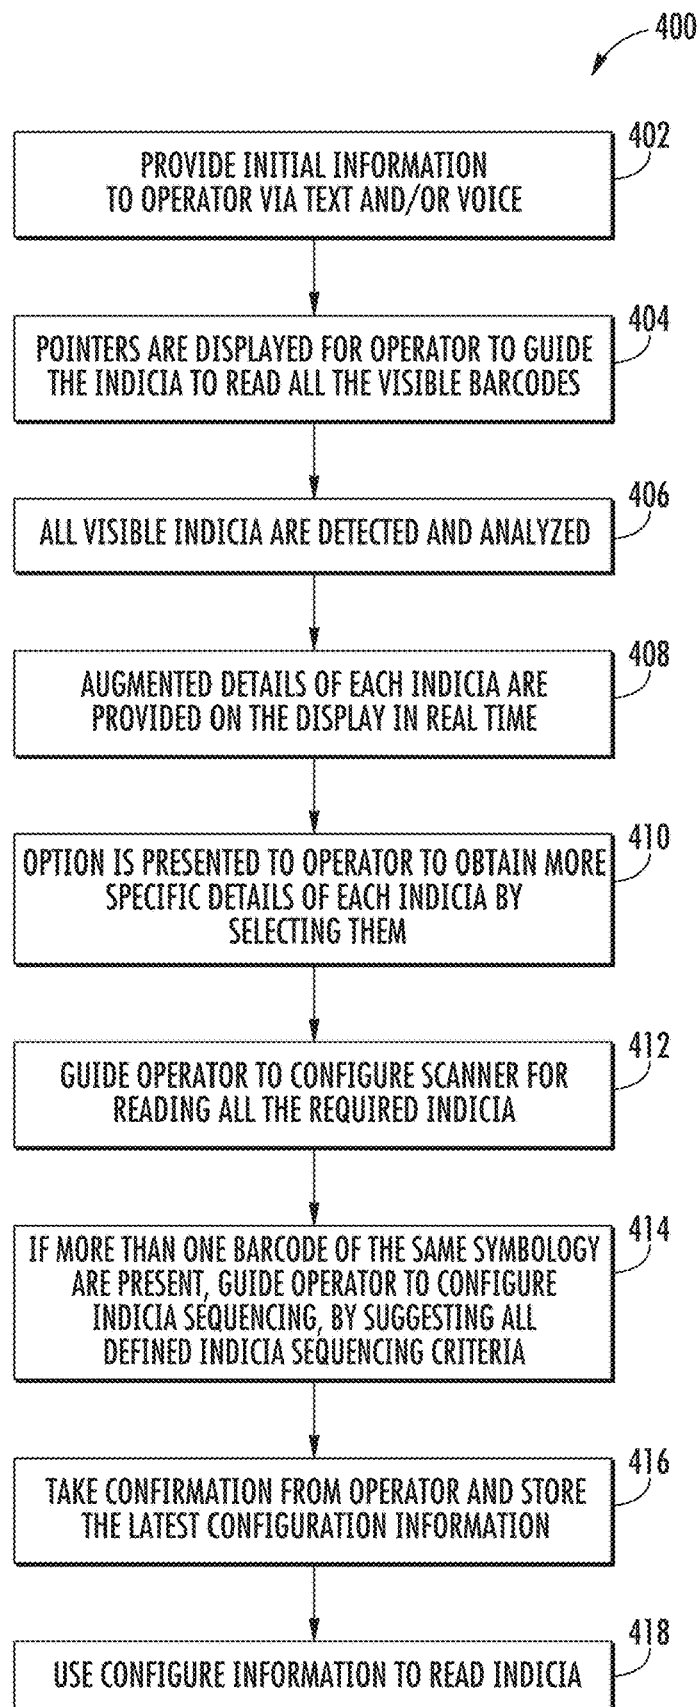 400
402
PROVIDE INITIAL INFORMATION
TO OPERATOR VIA TEXT AND/OR VOICE
404
POINTERS ARE DISPLAYED FOR OPERATOR TO GUIDE
THE INDICIA TO READ ALL THE VISIBLE BARCODES
406
ALL VISIBLE INDICIA ARE DETECTED AND ANALYZED
408
AUGMENTED DETAILS OF EACH INDICIA ARE
PROVIDED ON THE DISPLAY IN REAL TIME
410
OPTION IS PRESENTED TO OPERATOR TO OBTAIN MORE
SPECIFIC DETAILS OF EACH INDICIA BY
SELECTING THEM
412
GUIDE OPERATOR TO CONFIGURE SCANNER FOR
READING ALL THE REQUIRED INDICIA
414
IF MORE THAN ONE BARCODE OF THE SAME SYMBOLOGY
ARE PRESENT, GUIDE OPERATOR TO CONFIGURE
INDICIA SEQUENCING, BY SUGGESTING ALL
DEFINED INDICIA SEQUENCING CRITERIA
416
TAKE CONFIRMATION FROM OPERATOR AND STORE
THE LATEST CONFIGURATION INFORMATION
418
USE CONFIGURE INFORMATION TO READ INDICIA